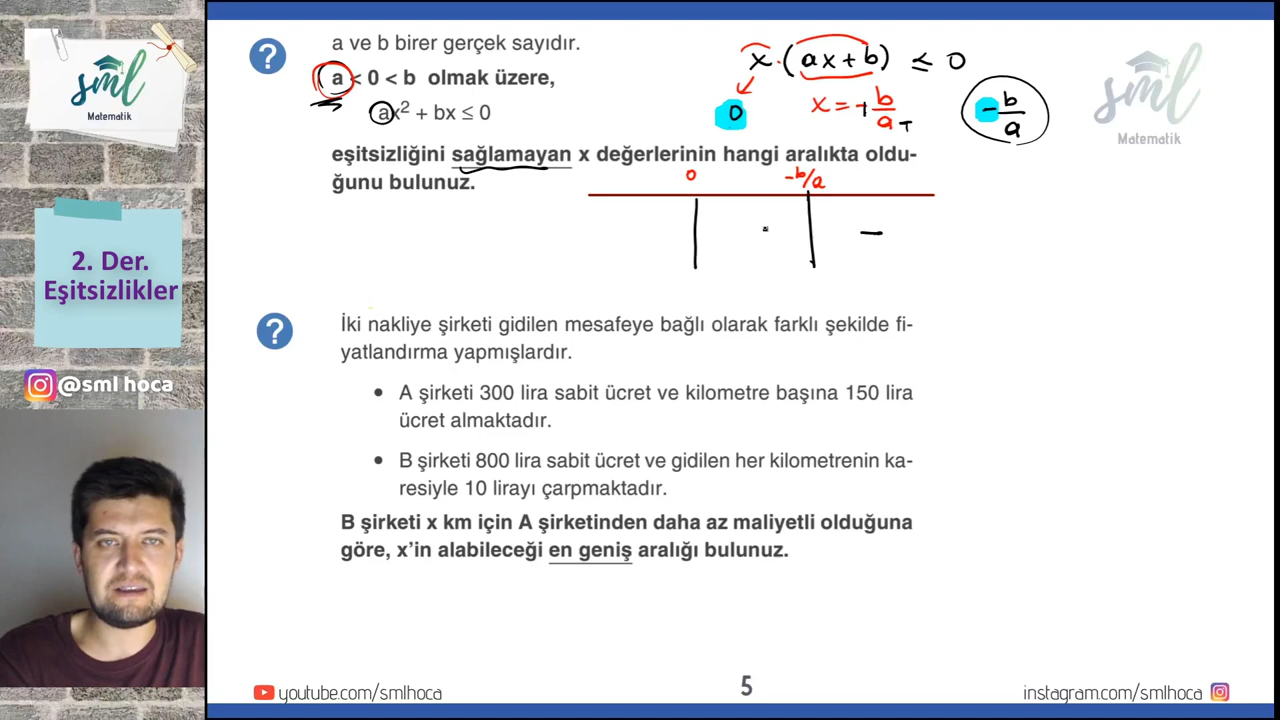 sml
Matematik
2. Der.
Eşitsizlikler
@sml hoca
?
a ve b birer gerçek sayıdır.
a < 0 < b olmak üzere,
ax² + bx ≤ 0
eşitsizliğini sağlamayan x değerlerinin hangi aralıkta oldu-
ğunu bulunuz.
x · (ax + b) ≤ 0
0
-b/a
0 -b/a
-
sml
Matematik
?
İki nakliye şirketi gidilen mesafeye bağlı olarak farklı şekilde fi-
yatlandırma yapmışlardır.
• A şirketi 300 lira sabit ücret ve kilometre başına 150 lira
ücret almaktadır.
• B şirketi 800 lira sabit ücret ve gidilen her kilometrenin ka-
resiyle 10 lirayı çarpmaktadır.
B şirketi x km için A şirketinden daha az maliyetli olduğuna
göre, x'in alabileceği en geniş aralığı bulunuz.
youtube.com/smlhoca
5
instagram.com/smlhoca